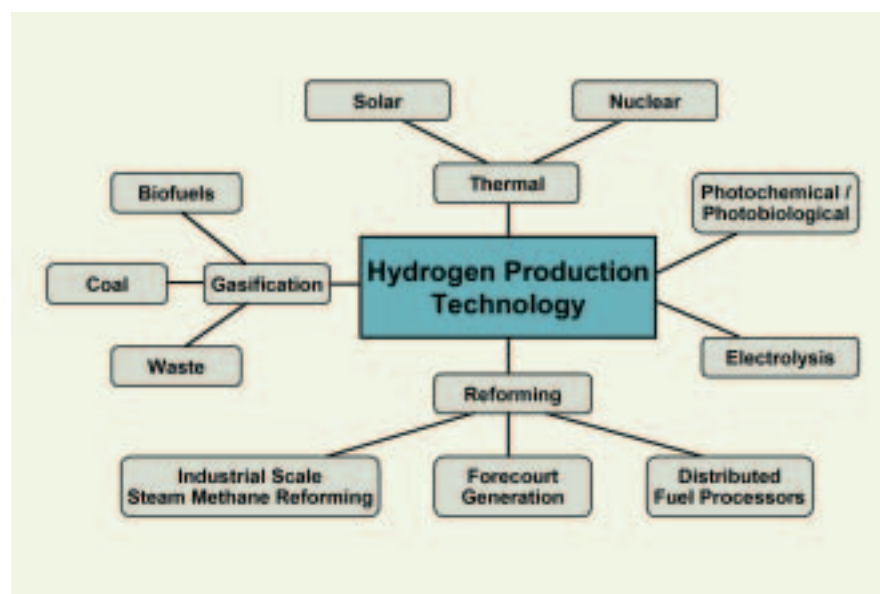 Solar
Nuclear
Thermal
Biofuels
Photochemical /
Photobiological
Coal
Gasification
Hydrogen Production
Technology
Waste
Electrolysis
Reforming
Industrial Scale
Steam Methane Reforming
Forecourt
Generation
Distributed
Fuel Processors